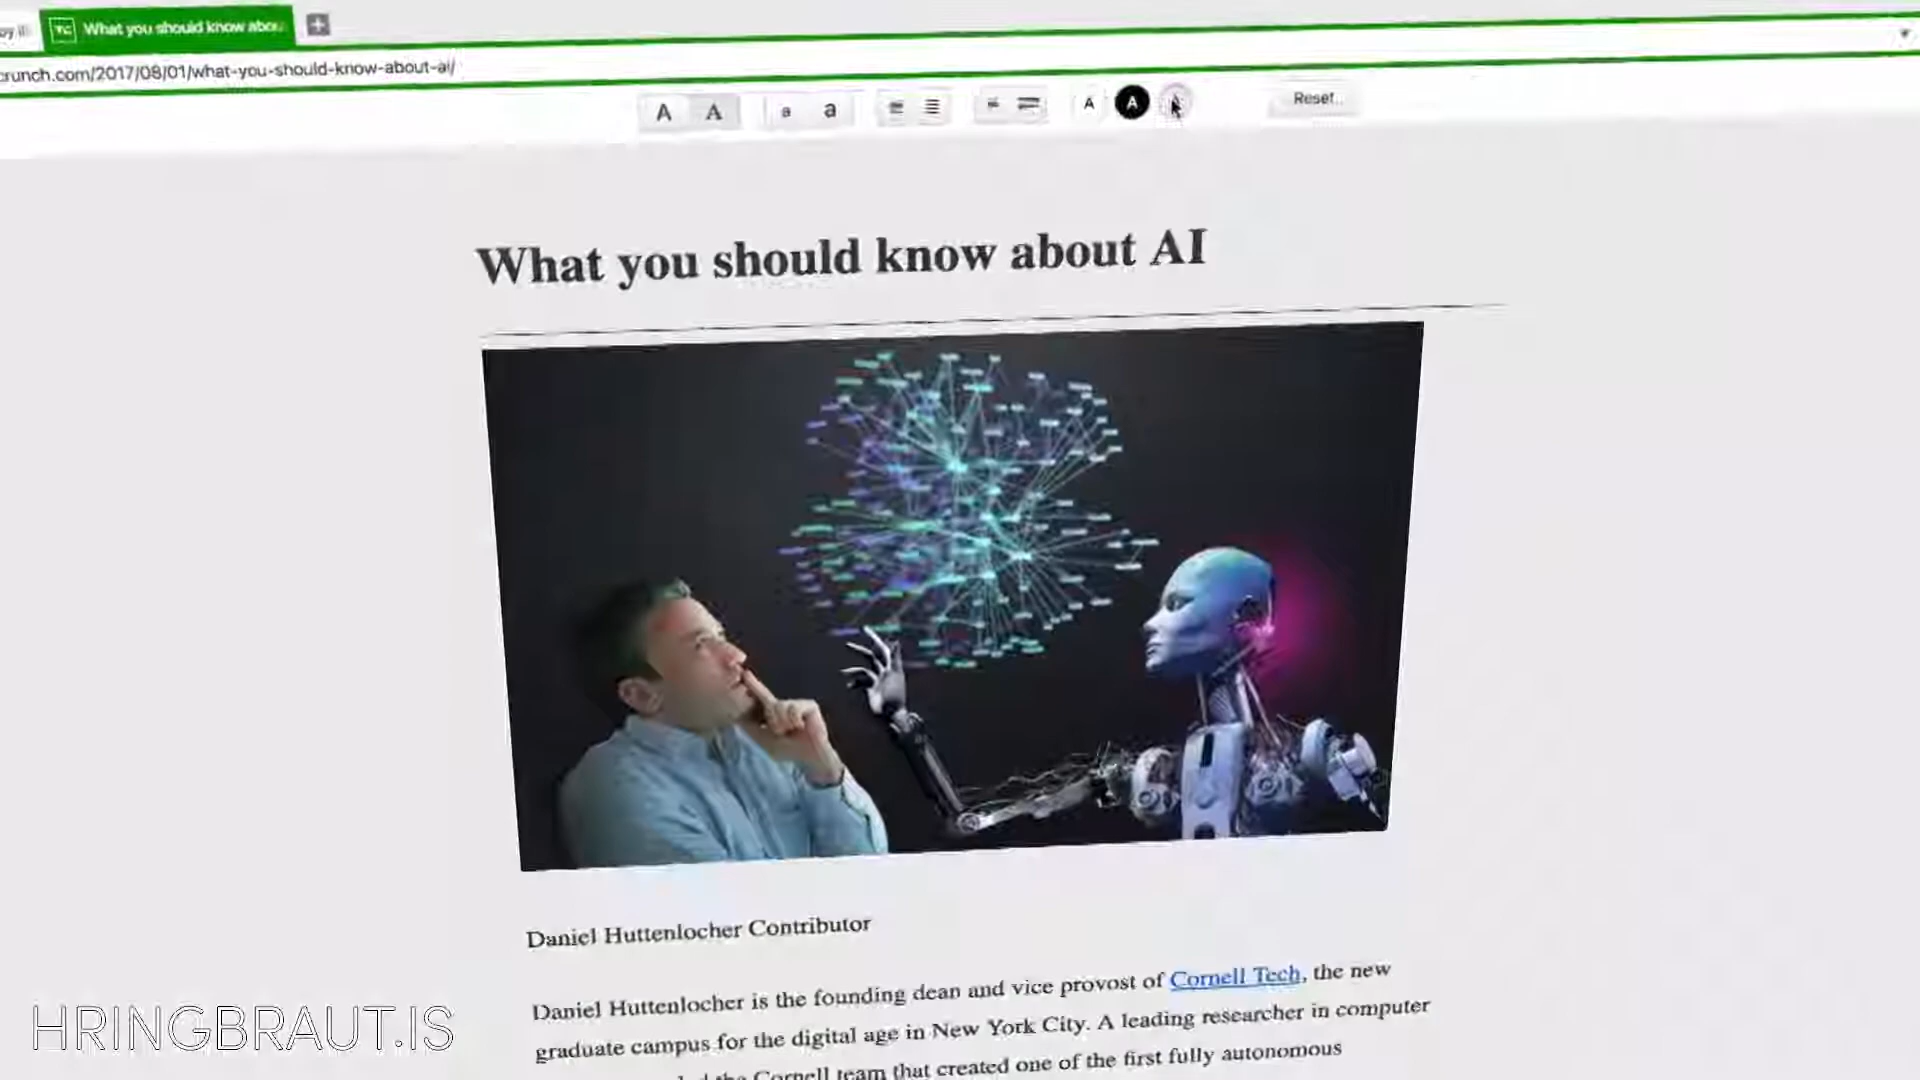 What you should know abou
crunch.com/2017/08/01/what-you-should-know-about-ai/
A A a a A A Reset...
What you should know about AI
Daniel Huttenlocher Contributor
Daniel Huttenlocher is the founding dean and vice provost of Cornell Tech, the new
graduate campus for the digital age in New York City. A leading researcher in computer
the Cornell team that created one of the first fully autonomous
HRINGBRAUT.IS